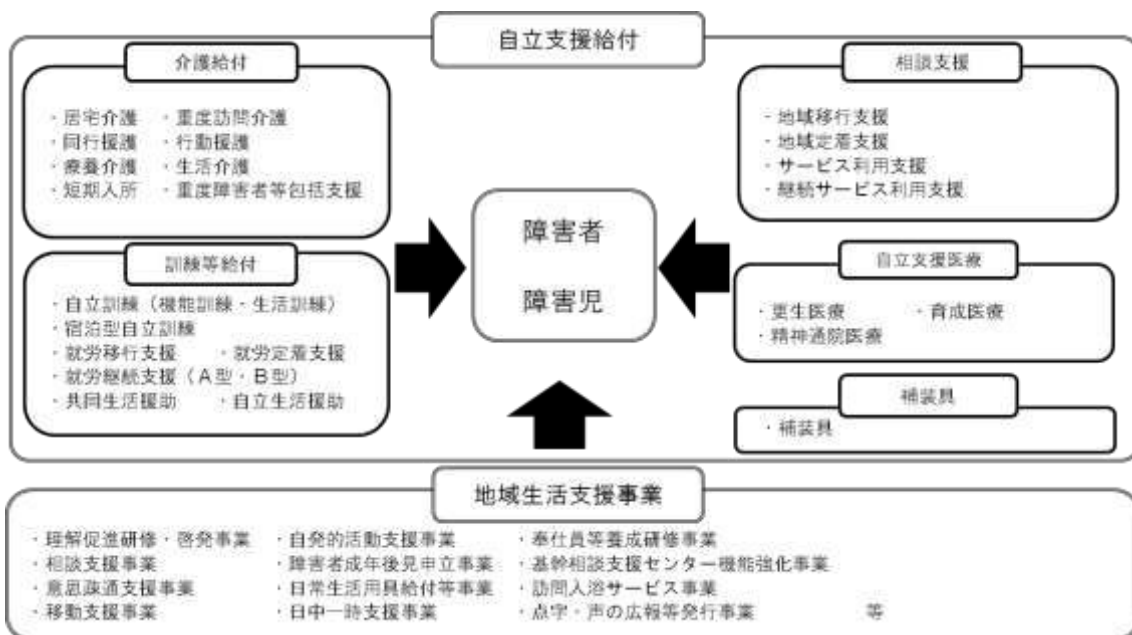 自立支援給付
介護給付
・居宅介護 ・重度訪問介護
・同行援護 ・行動援護
・療養介護 ・生活介護
・短期入所 ・重度障害者等包括支援
訓練等給付
・自立訓練（機能訓練・生活訓練）
・宿泊型自立訓練
・就労移行支援 ・就労定着支援
・就労継続支援（A型・B型）
・共同生活援助 ・自立生活援助
障害者
障害児
相談支援
・地域移行支援
・地域定着支援
・サービス利用支援
・継続サービス利用支援
自立支援医療
・更生医療 ・育成医療
・精神通院医療
補装具
・補装具
地域生活支援事業
・理解促進研修・啓発事業 ・自発的活動支援事業 ・奉仕員等養成研修事業
・相談支援事業 ・障害者成年後見申立事業 ・基幹相談支援センター機能強化事業
・意思疎通支援事業 ・日常生活用具給付等事業 ・訪問入浴サービス事業
・移動支援事業 ・日中一時支援事業 ・点字・声の広報等発行事業 等